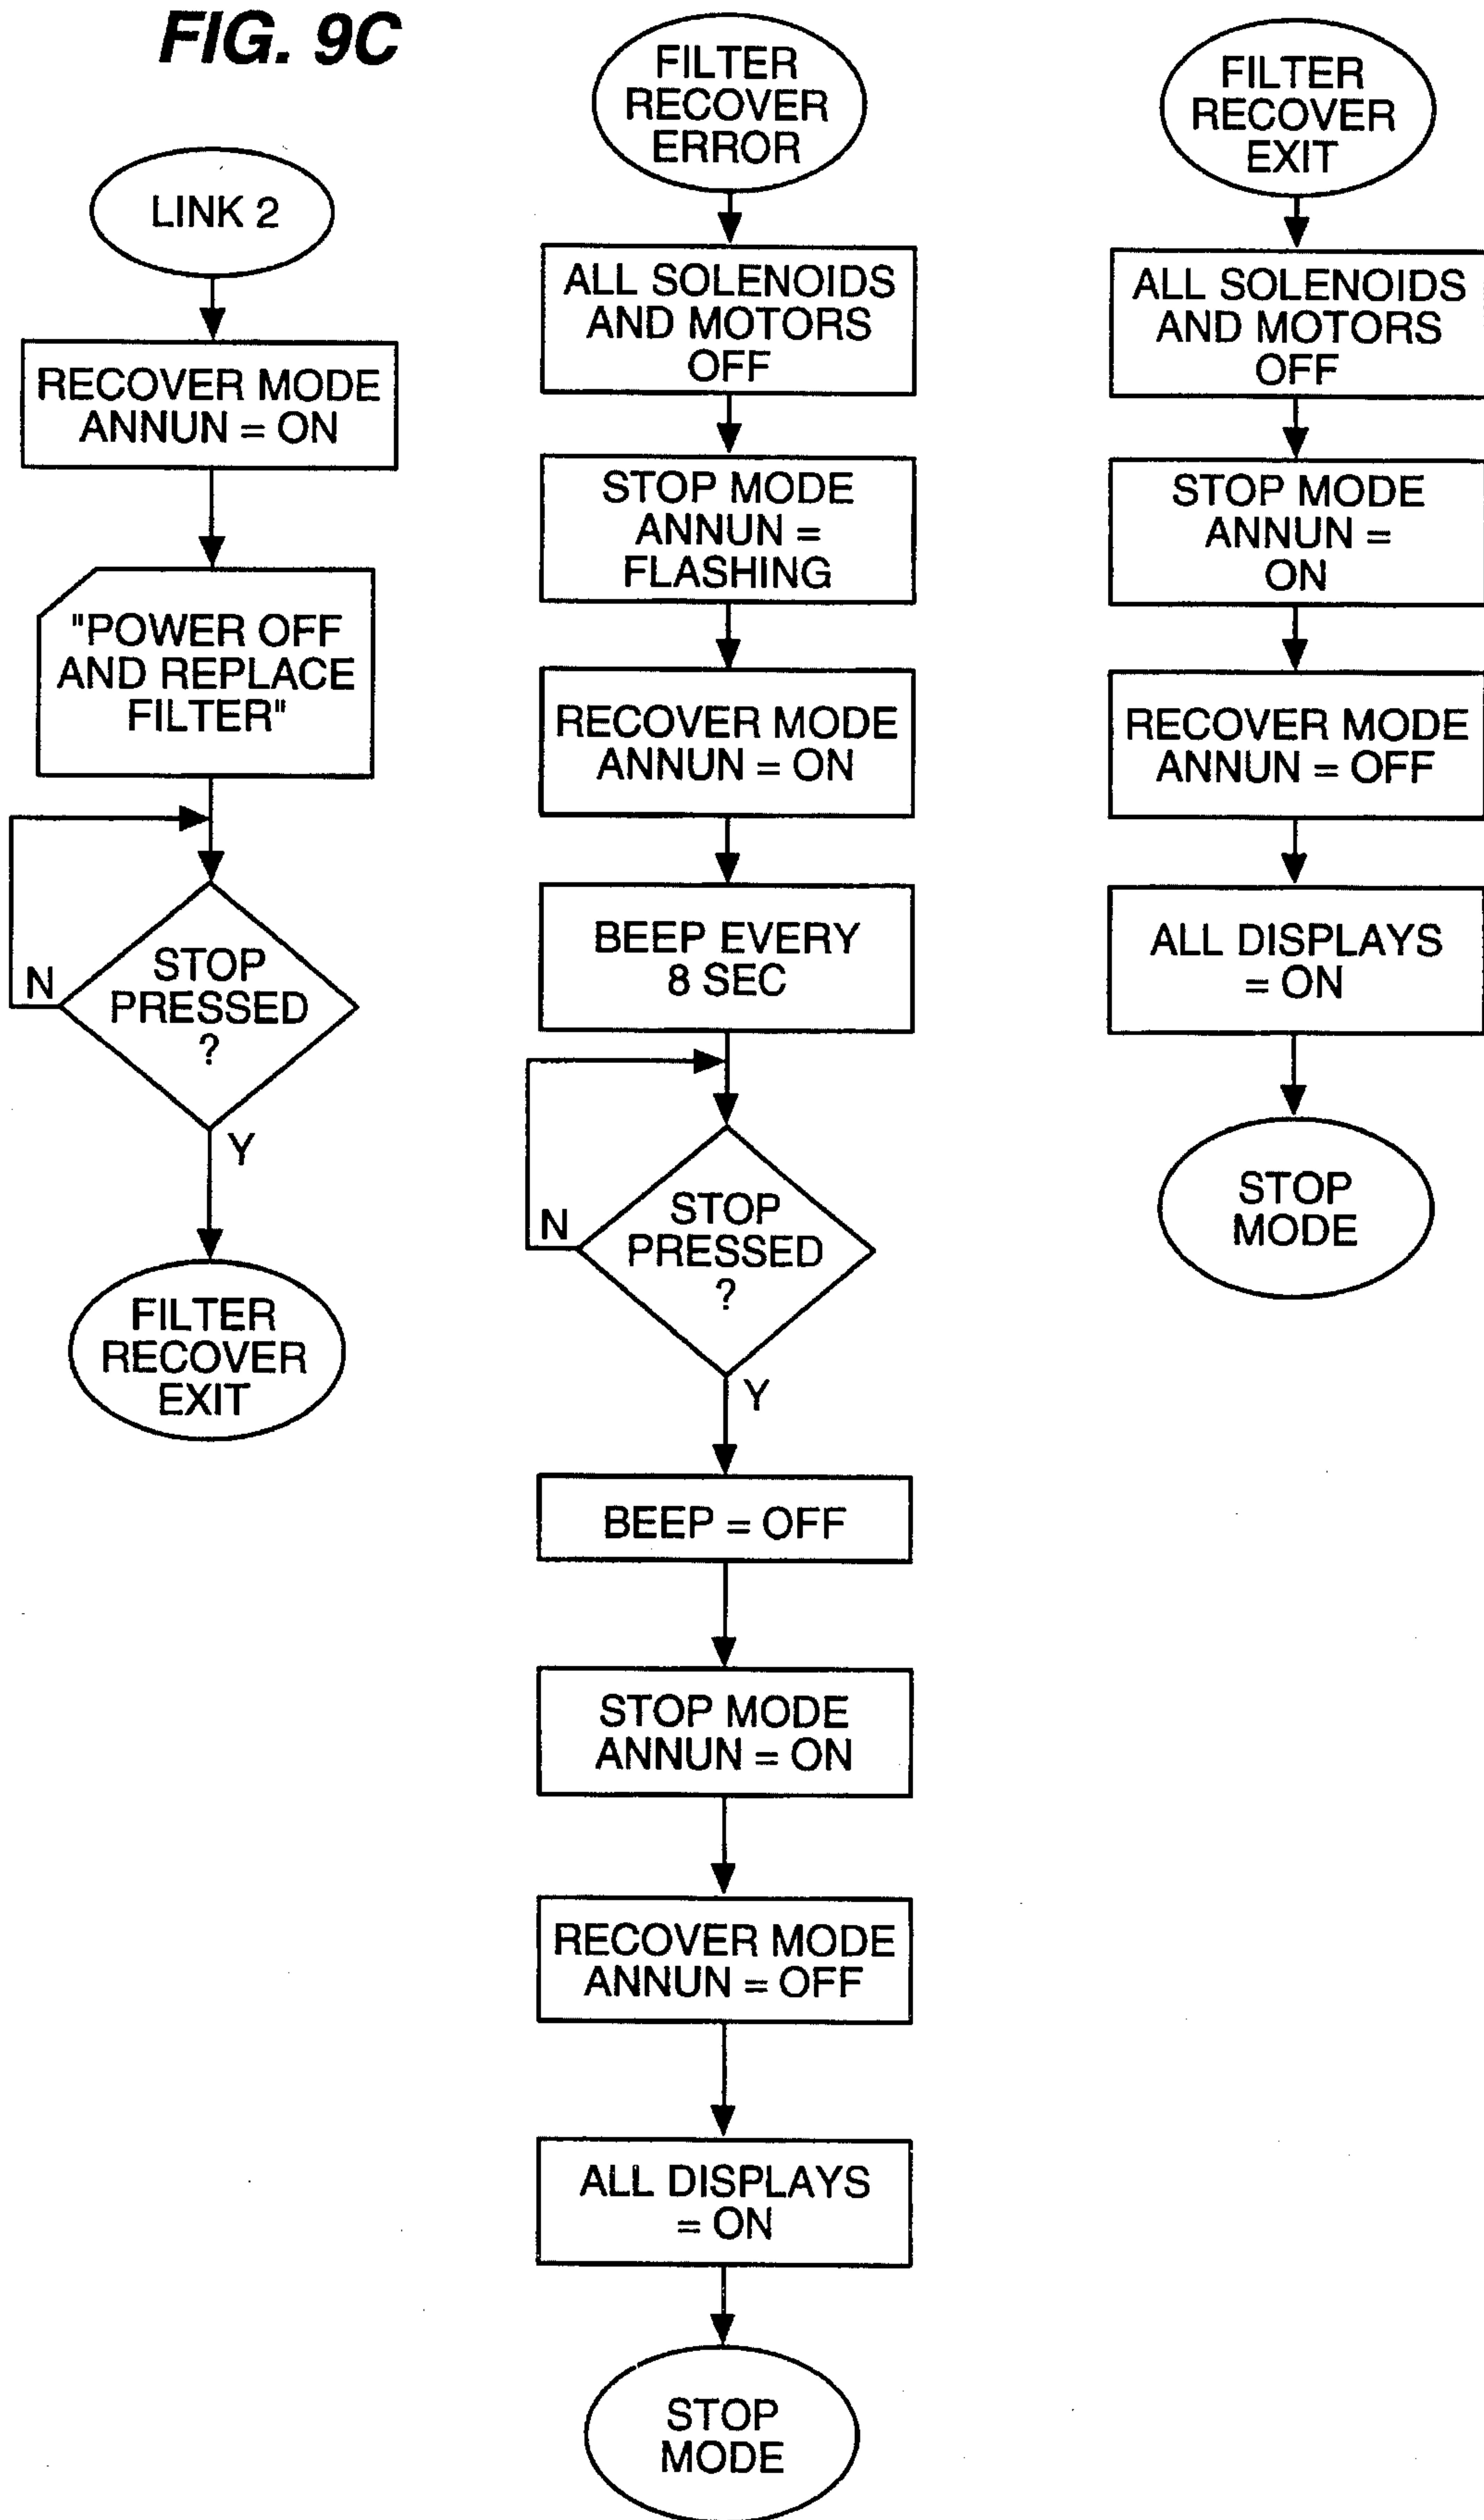 FIG. 9C
LINK 2
RECOVER MODE
ANNUN = ON
"POWER OFF
AND REPLACE
FILTER"
STOP
PRESSED
?
N
Y
FILTER
RECOVER
EXIT
FILTER
RECOVER
ERROR
ALL SOLENOIDS
AND MOTORS
OFF
STOP MODE
ANNUN =
FLASHING
RECOVER MODE
ANNUN = ON
BEEP EVERY
8 SEC
STOP
PRESSED
?
N
Y
BEEP = OFF
STOP MODE
ANNUN = ON
RECOVER MODE
ANNUN = OFF
ALL DISPLAYS
= ON
STOP
MODE
FILTER
RECOVER
EXIT
ALL SOLENOIDS
AND MOTORS
OFF
STOP MODE
ANNUN =
ON
RECOVER MODE
ANNUN = OFF
ALL DISPLAYS
= ON
STOP
MODE